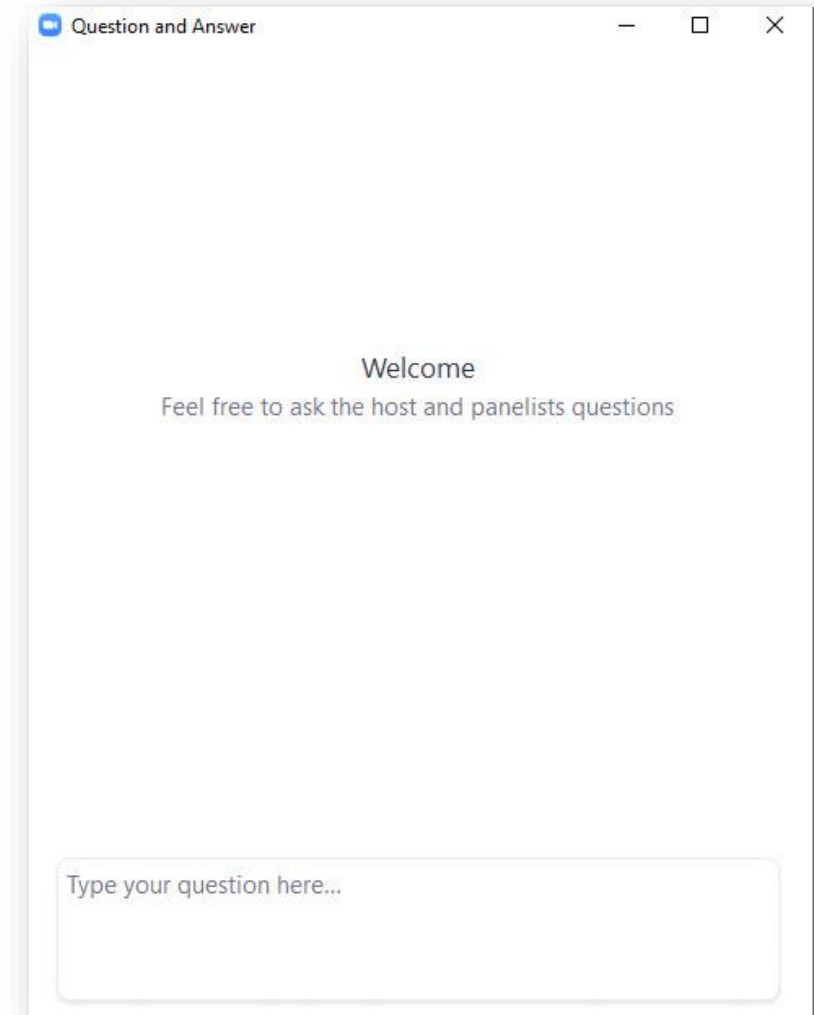 Question and Answer
Welcome
Feel free to ask the host and panelists questions
Type your question here...